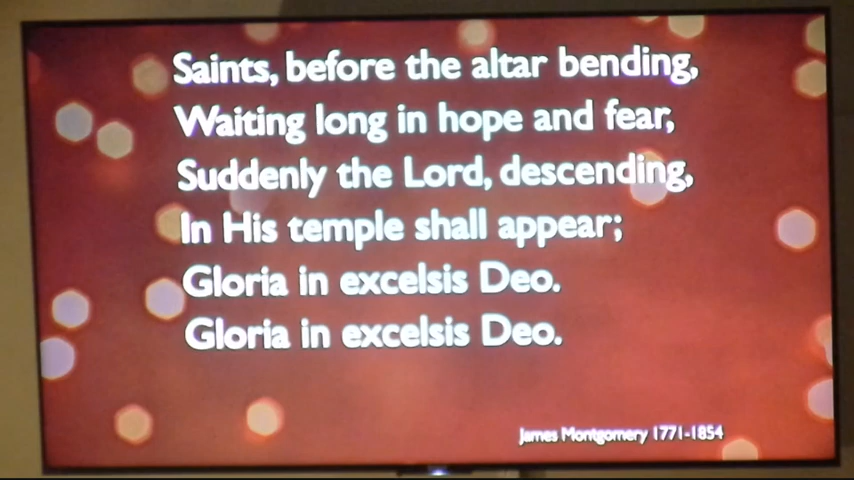 Saints, before the altar bending,
Waiting long in hope and fear,
Suddenly the Lord, descending,
In His temple shall appear;
Gloria in excelsis Deo.
Gloria in excelsis Deo.
James Montgomery 1771-1854